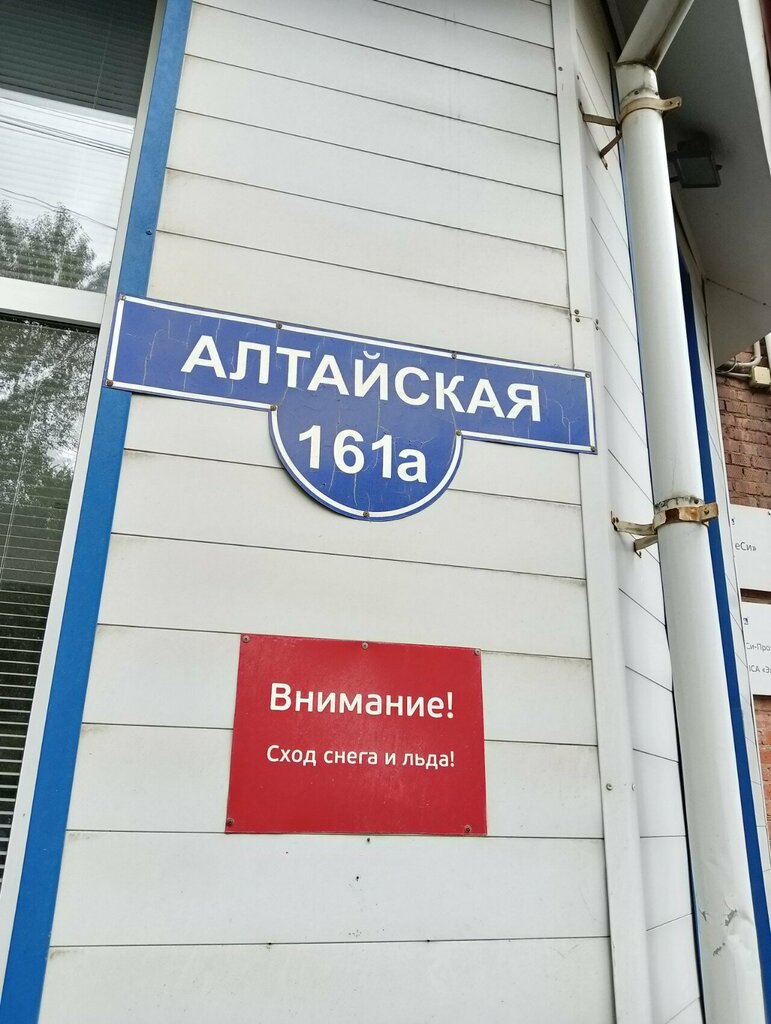 АЛТАЙСКАЯ
161а
Внимание!
Сход снега и льда!